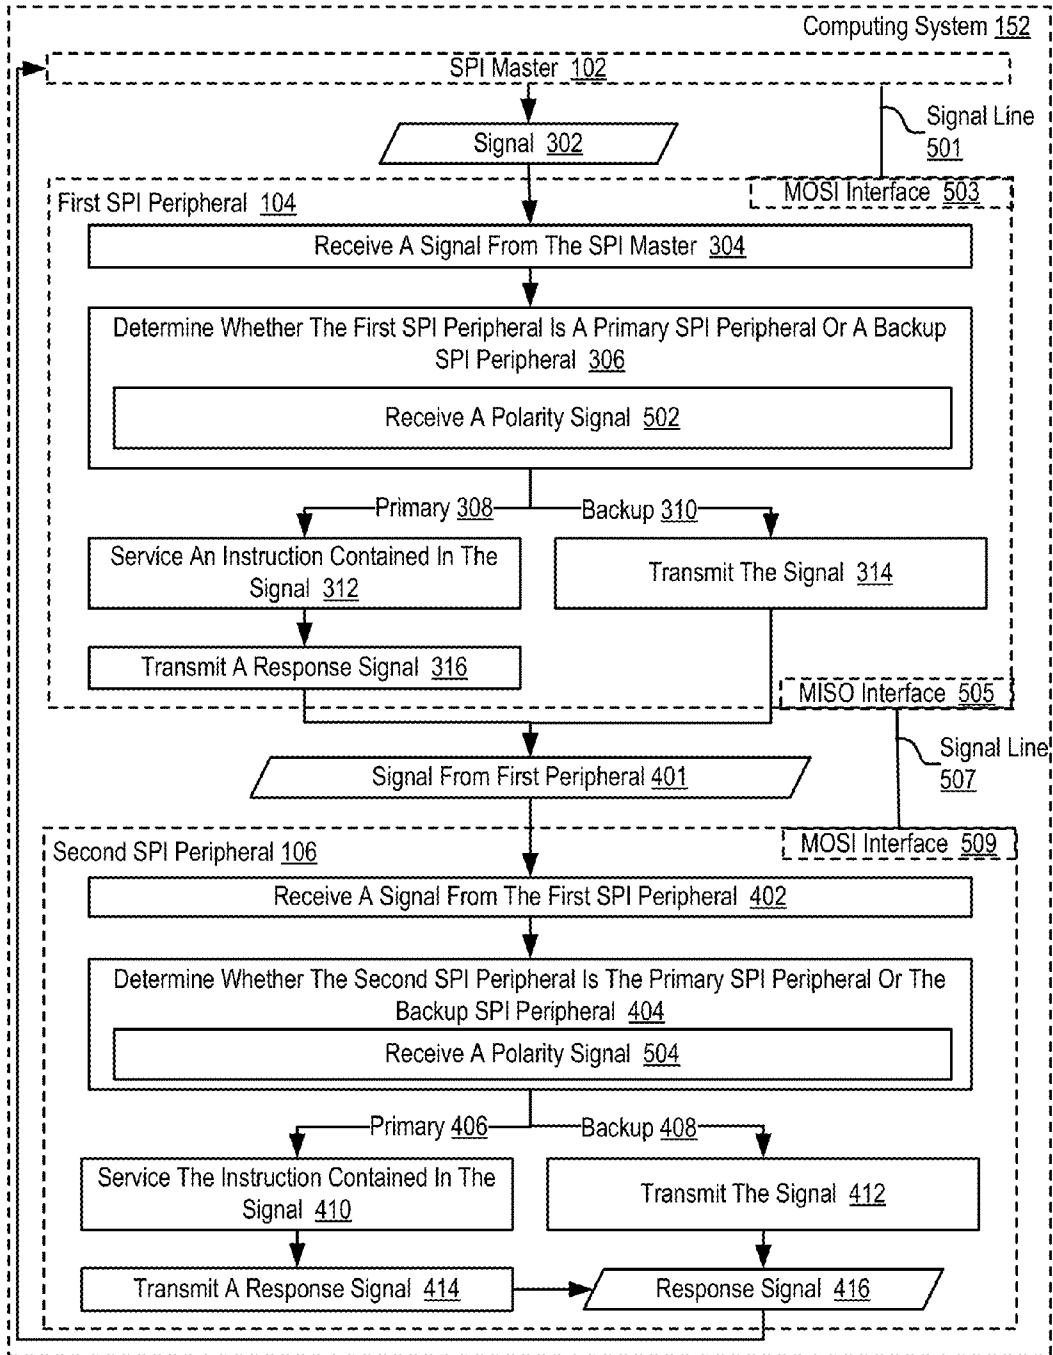 Computing System 152
SPI Master 102
Signal Line
501
Signal 302
MOSI Interface 503
First SPI Peripheral 104
Receive A Signal From The SPI Master 304
Determine Whether The First SPI Peripheral Is A Primary SPI Peripheral Or A Backup
SPI Peripheral 306
Receive A Polarity Signal 502
Primary 308
Backup 310
Service An Instruction Contained In The
Signal 312
Transmit The Signal 314
Transmit A Response Signal 316
MISO Interface 505
Signal Line
507
Signal From First Peripheral 401
MOSI Interface 509
Second SPI Peripheral 106
Receive A Signal From The First SPI Peripheral 402
Determine Whether The Second SPI Peripheral Is The Primary SPI Peripheral Or The
Backup SPI Peripheral 404
Receive A Polarity Signal 504
Primary 406
Backup 408
Service The Instruction Contained In The
Signal 410
Transmit The Signal 412
Transmit A Response Signal 414
Response Signal 416